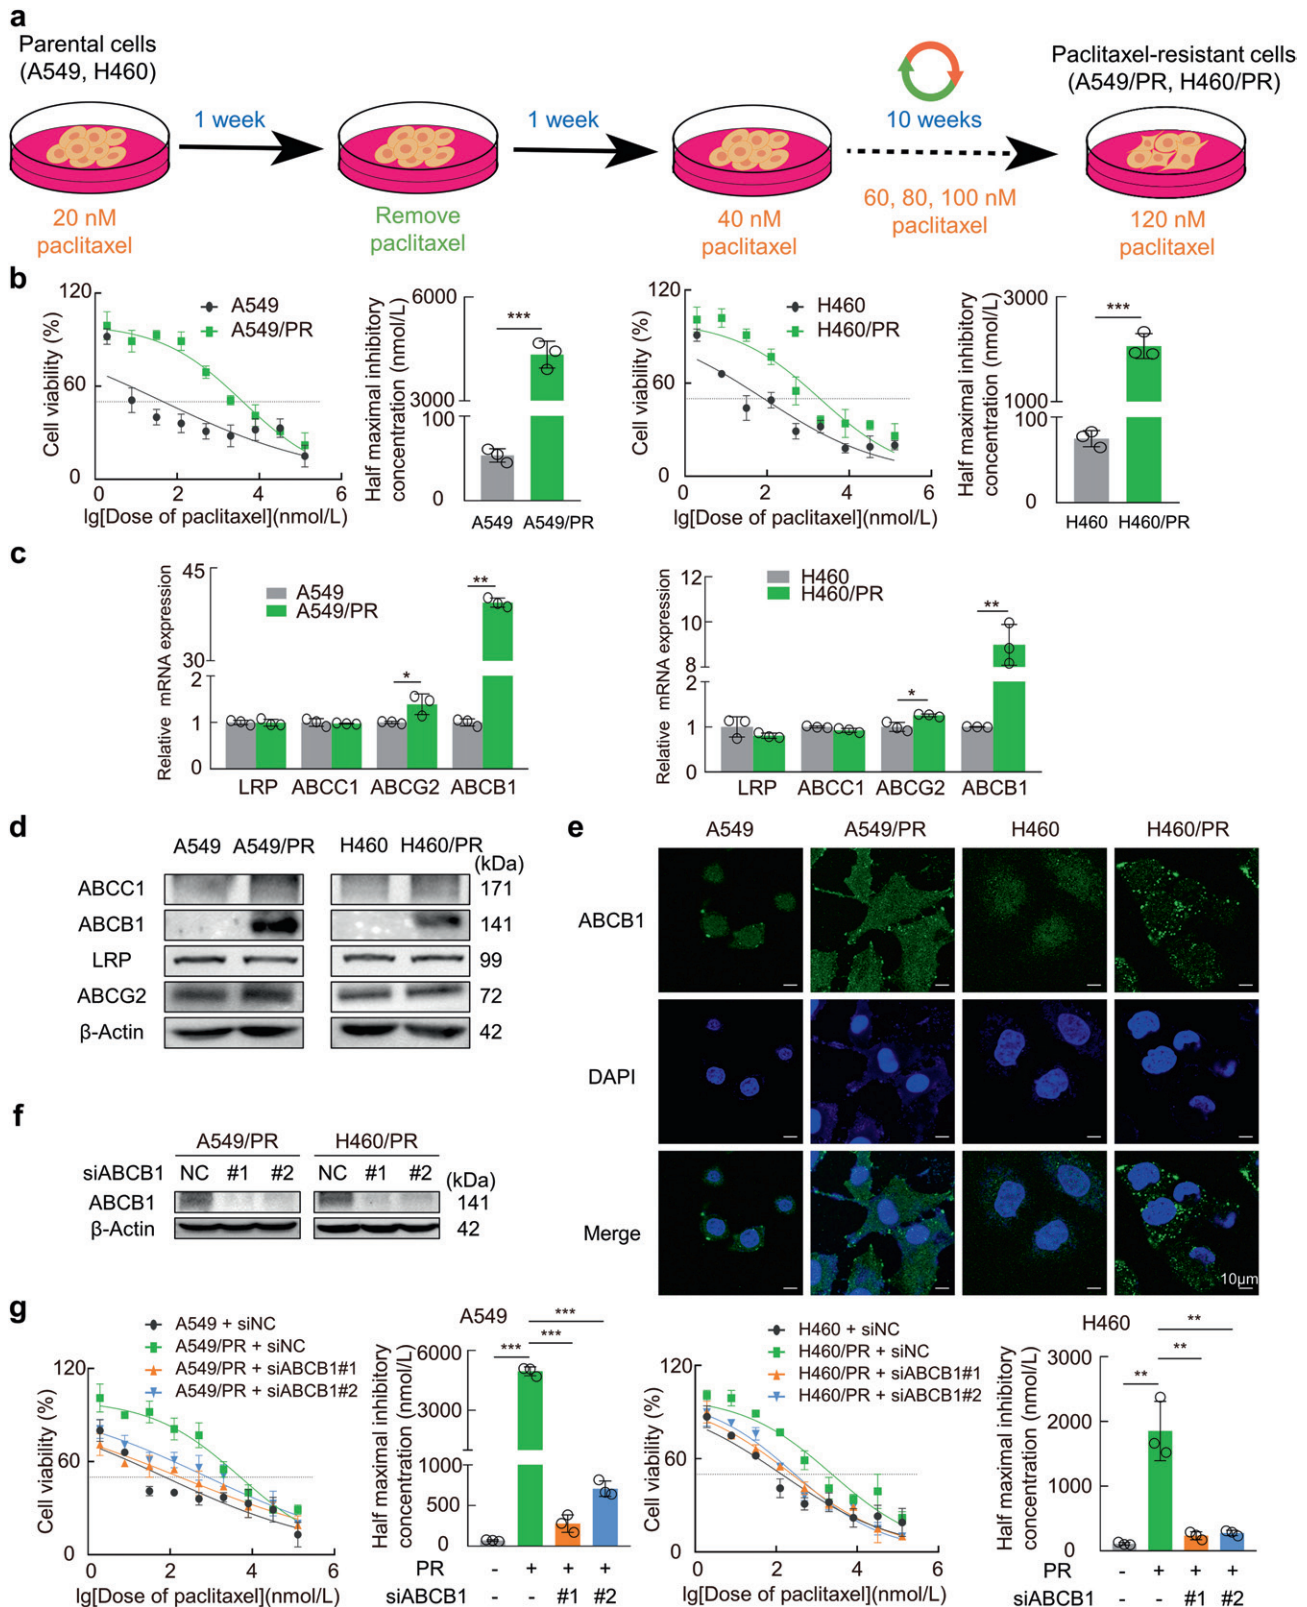 a
Parental cells
(A549, H460)
Paclitaxel-resistant cells
(A549/PR, H460/PR)
1 week
1 week
10 weeks
20 nM
paclitaxel
Remove
paclitaxel
40 nM
paclitaxel
60, 80, 100 nM
paclitaxel
120 nM
paclitaxel
b
Cell viability (%)
120
60
0
0 2 4 6
lg[Dose of paclitaxel](nmol/L)
A549
A549/PR
Half maximal inhibitory
concentration (nmol/L)
6000
3000
100
0
***
A549 A549/PR
Cell viability (%)
120
60
0
0 2 4 6
lg[Dose of paclitaxel](nmol/L)
H460
H460/PR
Half maximal inhibitory
concentration (nmol/L)
3000
1000
100
0
***
H460 H460/PR
c
Relative mRNA expression
45
30
2
1
0
A549
A549/PR
*
**
LRP ABCC1 ABCG2 ABCB1
Relative mRNA expression
12
10
8
2
1
0
H460
H460/PR
*
**
LRP ABCC1 ABCG2 ABCB1
d
A549 A549/PR H460 H460/PR
(kDa)
ABCC1 171
ABCB1 141
LRP 99
ABCG2 72
β-Actin 42
e
A549 A549/PR H460 H460/PR
ABCB1
DAPI
Merge
10μm
f
A549/PR H460/PR
siABCB1 NC #1 #2 NC #1 #2 (kDa)
ABCB1 141
β-Actin 42
g
A549 + siNC
A549/PR + siNC
A549/PR + siABCB1#1
A549/PR + siABCB1#2
Cell viability (%)
120
60
0
0 2 4 6
lg[Dose of paclitaxel](nmol/L)
A549
Half maximal inhibitory
concentration (nmol/L)
6000
3000
1000
500
0
***
***
***
PR - + + +
siABCB1 - - #1 #2
H460 + siNC
H460/PR + siNC
H460/PR + siABCB1#1
H460/PR + siABCB1#2
Cell viability (%)
120
60
0
0 2 4 6
lg[Dose of paclitaxel](nmol/L)
H460
Half maximal inhibitory
concentration (nmol/L)
3000
2000
1000
0
**
**
**
PR - + + +
siABCB1 - - #1 #2